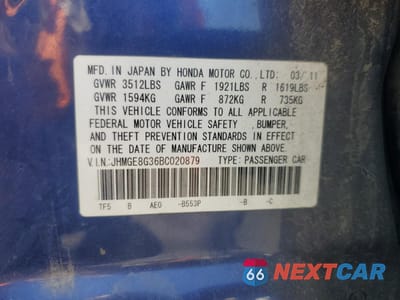 MFD. IN JAPAN BY HONDA MOTOR CO., LTD: 03/11
GVWR 3512LBS GAWR F 1921LBS R 1619LBS
GVWR 1594KG GAWR F 872KG R 735KG
THIS VEHICLE CONFORMS TO ALL APPLICABLE
FEDERAL MOTOR VEHICLE SAFETY , BUMPER,
AND THEFT PREVENTION STANDARDS IN EFFECT
ON THE DATE OF MANUFACTURE SHOWN ABOVE.
V.I.N: JHMGE8G36BC020879 TYPE: PASSENGER CAR
TF5 B AE0 -B553P -B -C
66 NEXTCAR